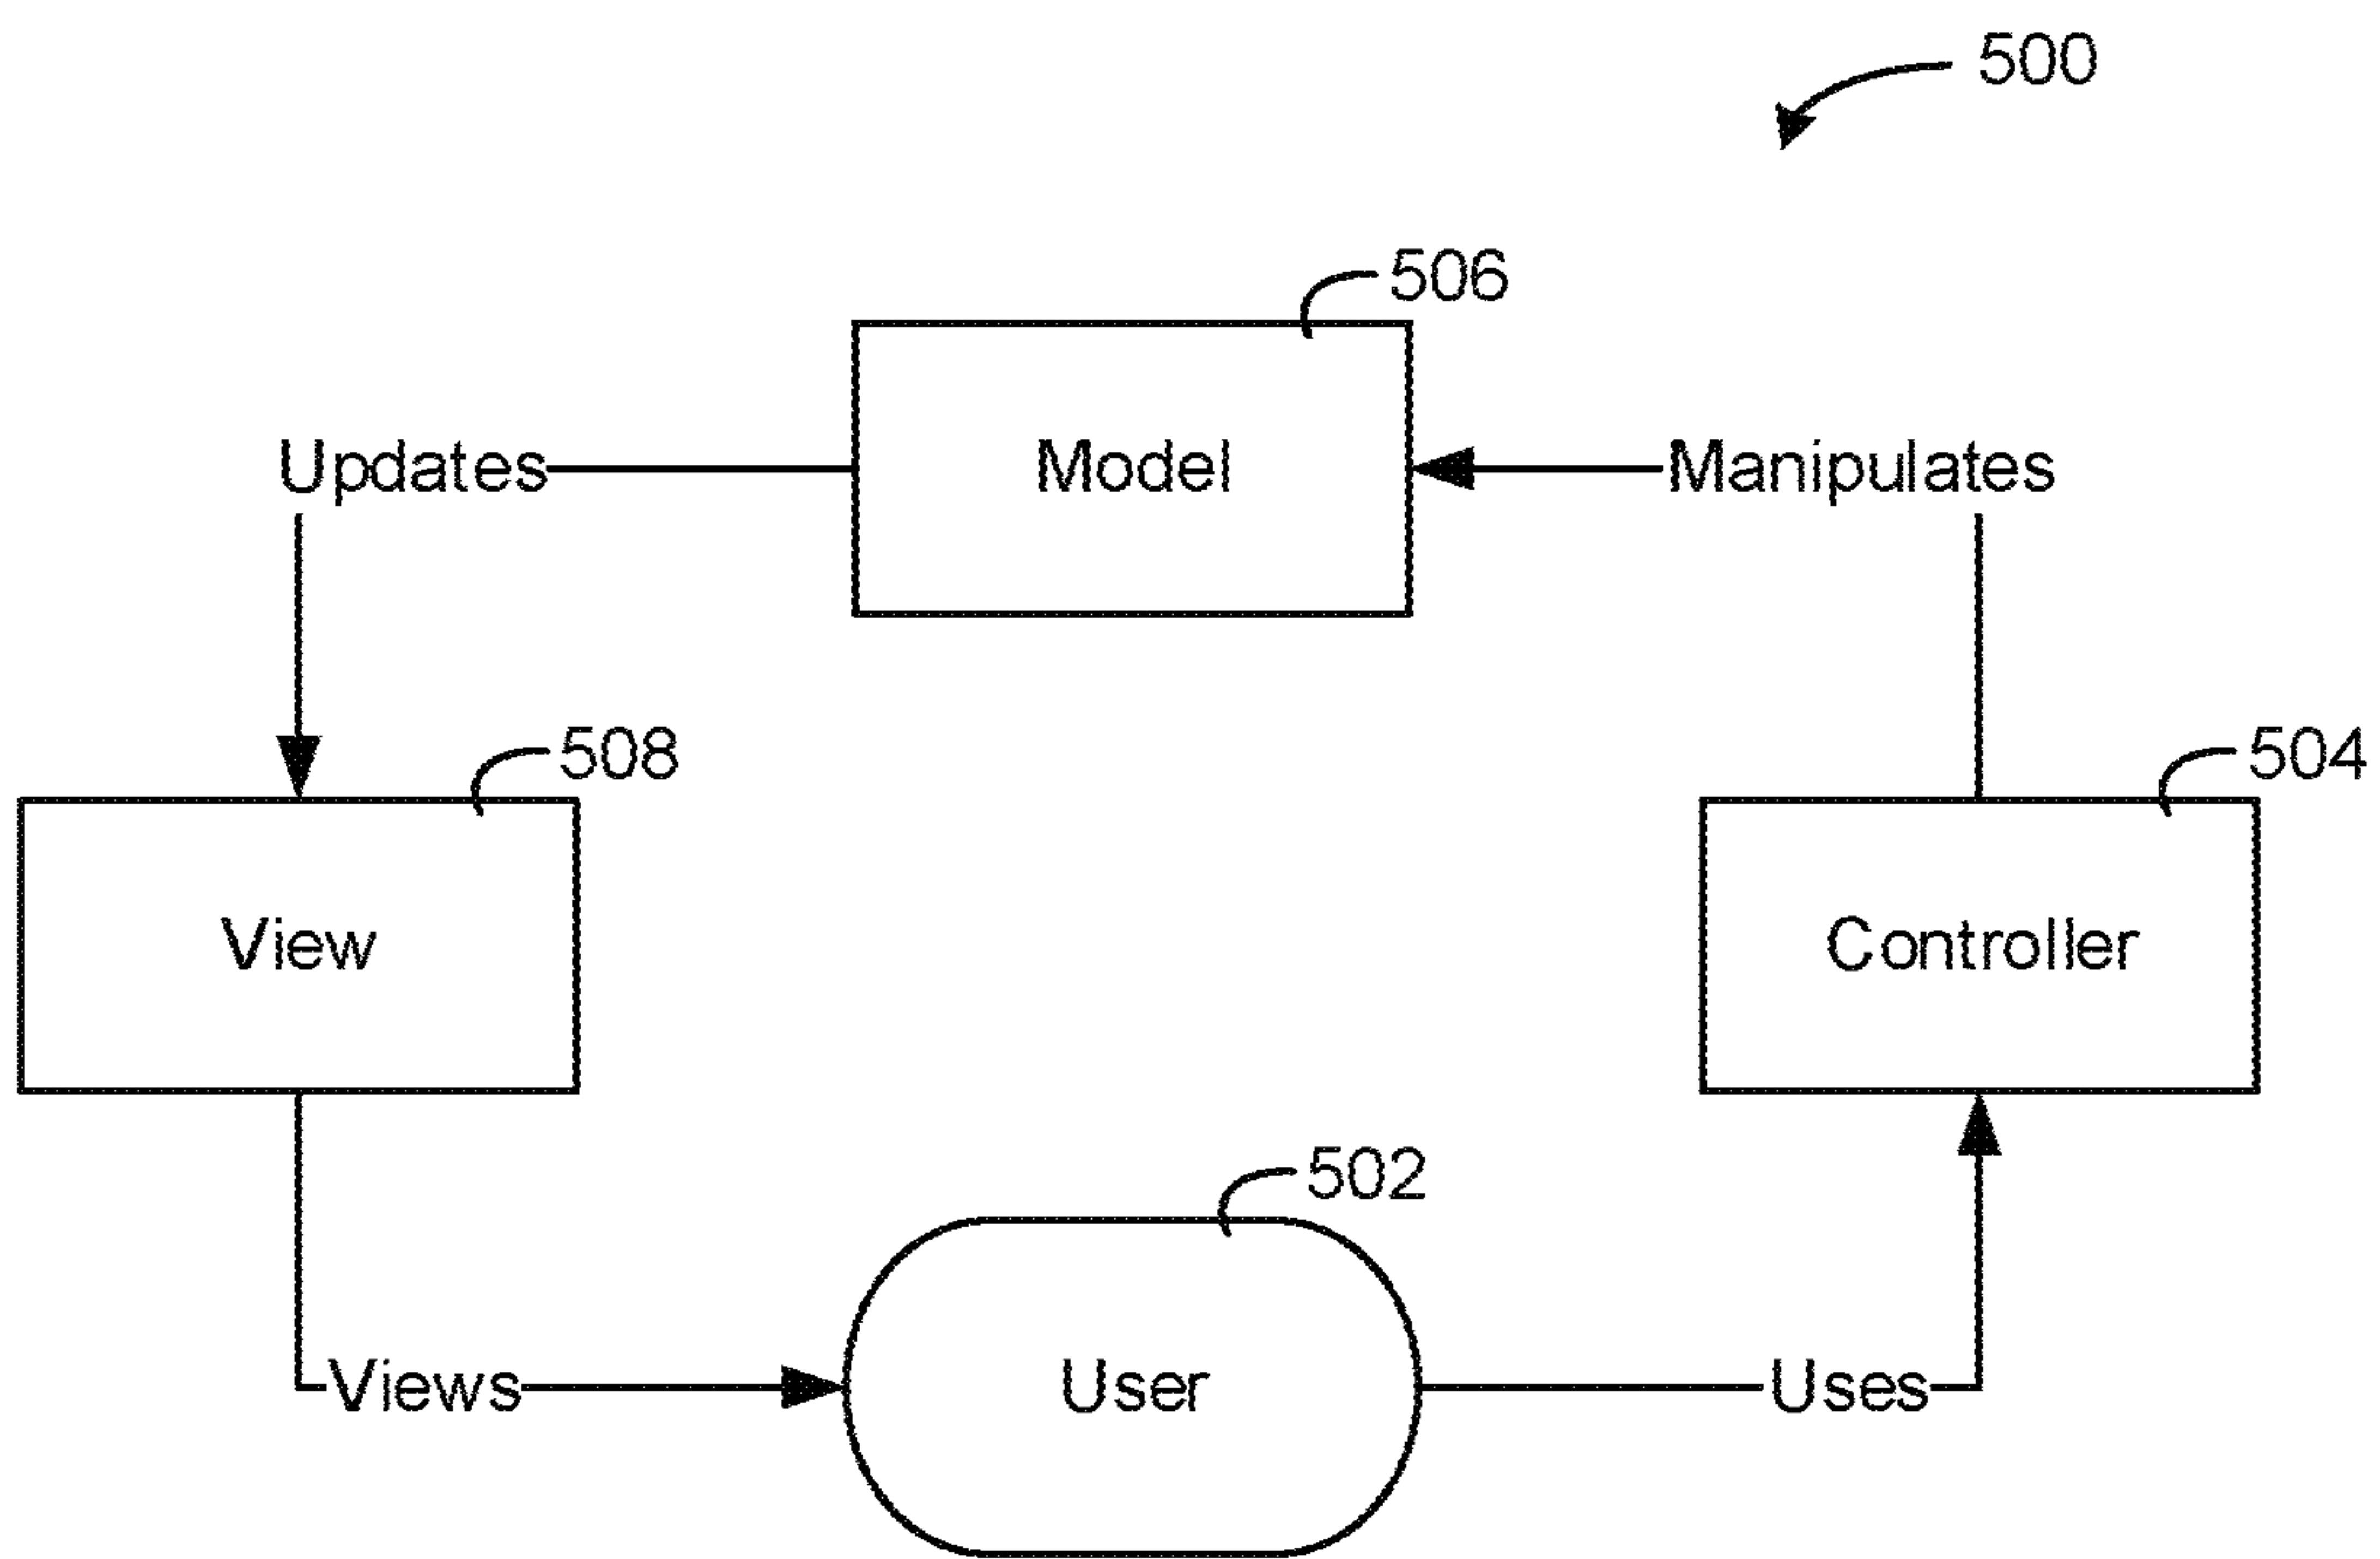 500
506
Updates
Model
Manipulates
508
504
View
Controller
502
Views
User
Uses